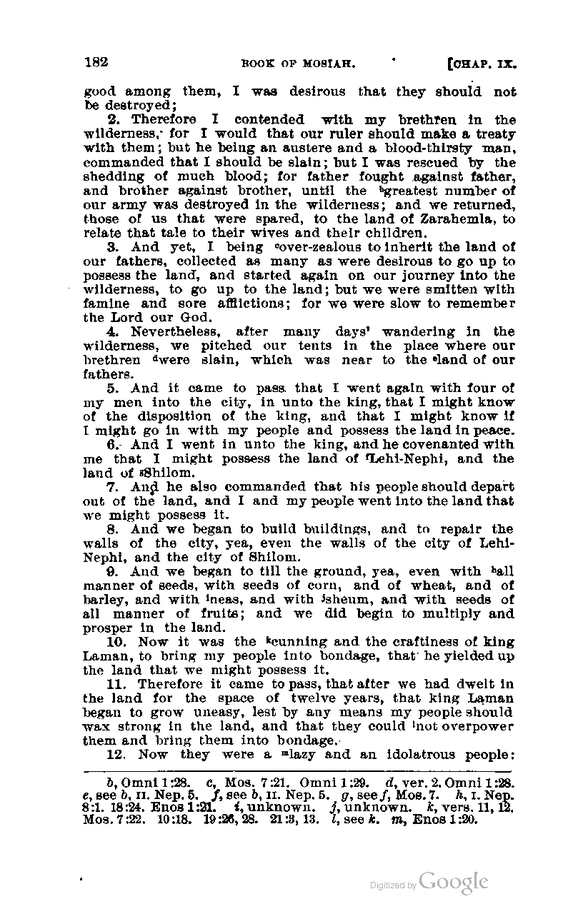 182 BOOK OF MOSIAH. [CHAP. IX.
good among them, I was desirous that they should not
be destroyed;
2. Therefore I contended with my brethren in the
wilderness, for I would that our ruler should make a treaty
with them; but he being an austere and a blood-thirsty man,
commanded that I should be slain; but I was rescued by the
shedding of much blood; for father fought against father,
and brother against brother, until the ᵇgreatest number of
our army was destroyed in the wilderness; and we returned,
those of us that were spared, to the land of Zarahemla, to
relate that tale to their wives and their children.
3. And yet, I being ᶜover-zealous to inherit the land of
our fathers, collected as many as were desirous to go up to
possess the land, and started again on our journey into the
wilderness, to go up to the land; but we were smitten with
famine and sore afflictions; for we were slow to remember
the Lord our God.
4. Nevertheless, after many days' wandering in the
wilderness, we pitched our tents in the place where our
brethren ᵈwere slain, which was near to the ᵉland of our
fathers.
5. And it came to pass that I went again with four of
my men into the city, in unto the king, that I might know
of the disposition of the king, and that I might know if
I might go in with my people and possess the land in peace.
6. And I went in unto the king, and he covenanted with
me that I might possess the land of ᶠLehi-Nephi, and the
land of ᵍShilom.
7. And he also commanded that his people should depart
out of the land, and I and my people went into the land that
we might possess it.
8. And we began to build buildings, and to repair the
walls of the city, yea, even the walls of the city of Lehi-
Nephi, and the city of Shilom.
9. And we began to till the ground, yea, even with ʰall
manner of seeds, with seeds of corn, and of wheat, and of
barley, and with ⁱneas, and with ʲsheum, and with seeds of
all manner of fruits; and we did begin to multiply and
prosper in the land.
10. Now it was the ᵏcunning and the craftiness of king
Laman, to bring my people into bondage, that he yielded up
the land that we might possess it.
11. Therefore it came to pass, that after we had dwelt in
the land for the space of twelve years, that king Laman
began to grow uneasy, lest by any means my people should
wax strong in the land, and that they could ˡnot overpower
them and bring them into bondage.
12. Now they were a ᵐlazy and an idolatrous people:
b, Omni 1:28. c, Mos. 7:21. Omni 1:29. d, ver. 2. Omni 1:28.
e, see b, II. Nep. 5. f, see b, II. Nep. 5. g, see f, Mos. 7. h, I. Nep.
8:1. 18:24. Enos 1:21. i, unknown. j, unknown. k, vers. 11, 12.
Mos. 7:22. 10:18. 19:26, 28. 21:3, 13. l, see k. m, Enos 1:20.
Digitized by Google